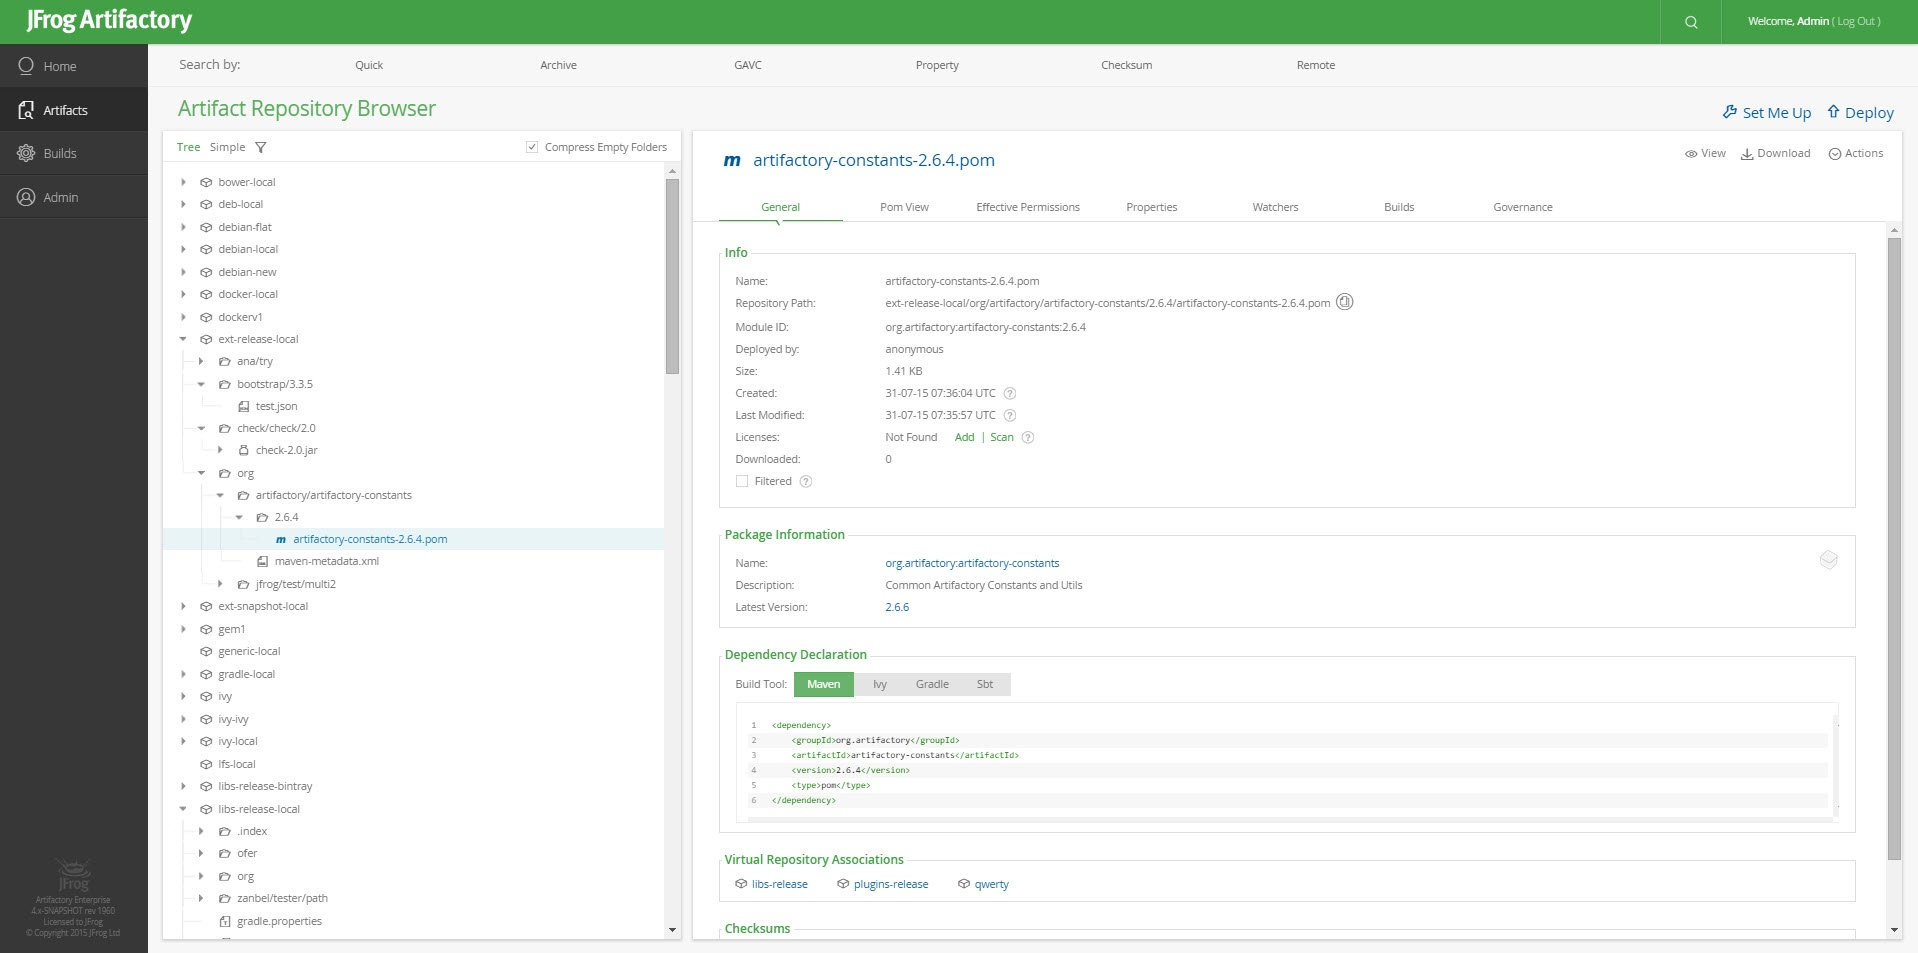 JFrog Artifactory
Welcome, Admin ( Log Out )
Home
Artifacts
Builds
Admin
Search by:
Quick
Archive
GAVC
Property
Checksum
Remote
Artifact Repository Browser
Set Me Up
Deploy
Tree Simple
Compress Empty Folders
bower-local
deb-local
debian-flat
debian-local
debian-new
docker-local
dockerv1
ext-release-local
ana/try
bootstrap/3.3.5
test.json
check/check/2.0
check-2.0.jar
org
artifactory/artifactory-constants
2.6.4
m artifactory-constants-2.6.4.pom
maven-metadata.xml
jfrog/test/multi2
ext-snapshot-local
gem1
generic-local
gradle-local
ivy
ivy-ivy
ivy-local
lfs-local
libs-release-bintray
libs-release-local
.index
ofer
org
zanbel/tester/path
gradle.properties
JFrog
Artifactory Enterprise
4.x-SNAPSHOT rev 1960
Licensed to JFrog
© Copyright 2015 JFrog Ltd
m artifactory-constants-2.6.4.pom
View
Download
Actions
General
Pom View
Effective Permissions
Properties
Watchers
Builds
Governance
Info
Name: artifactory-constants-2.6.4.pom
Repository Path: ext-release-local/org/artifactory/artifactory-constants/2.6.4/artifactory-constants-2.6.4.pom
Module ID: org.artifactory:artifactory-constants:2.6.4
Deployed by: anonymous
Size: 1.41 KB
Created: 31-07-15 07:36:04 UTC ?
Last Modified: 31-07-15 07:35:57 UTC ?
Licenses: Not Found Add | Scan ?
Downloaded: 0
Filtered ?
Package Information
Name: org.artifactory:artifactory-constants
Description: Common Artifactory Constants and Utils
Latest Version: 2.6.6
Dependency Declaration
Build Tool: Maven Ivy Gradle Sbt
1 <dependency>
2 <groupId>org.artifactory</groupId>
3 <artifactId>artifactory-constants</artifactId>
4 <version>2.6.4</version>
5 <type>pom</type>
6 </dependency>
Virtual Repository Associations
libs-release
plugins-release
qwerty
Checksums